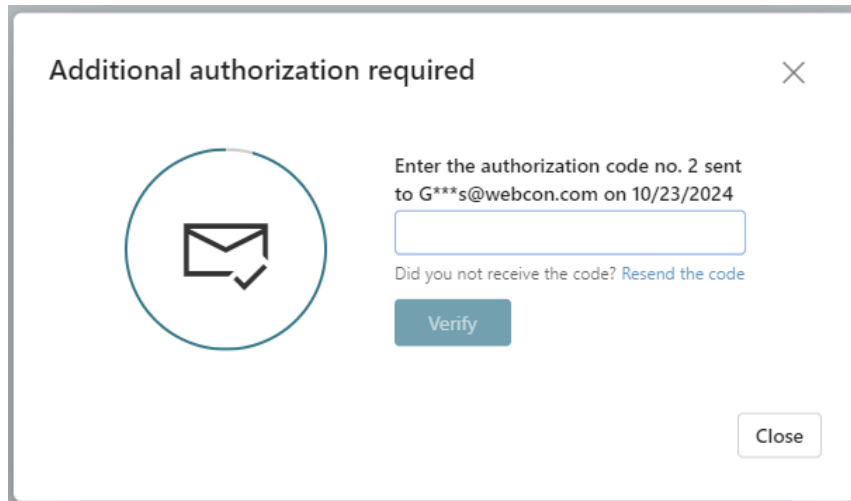 Additional authorization required
Enter the authorization code no. 2 sent
to G***s@webcon.com on 10/23/2024
Did you not receive the code? Resend the code
Verify
Close